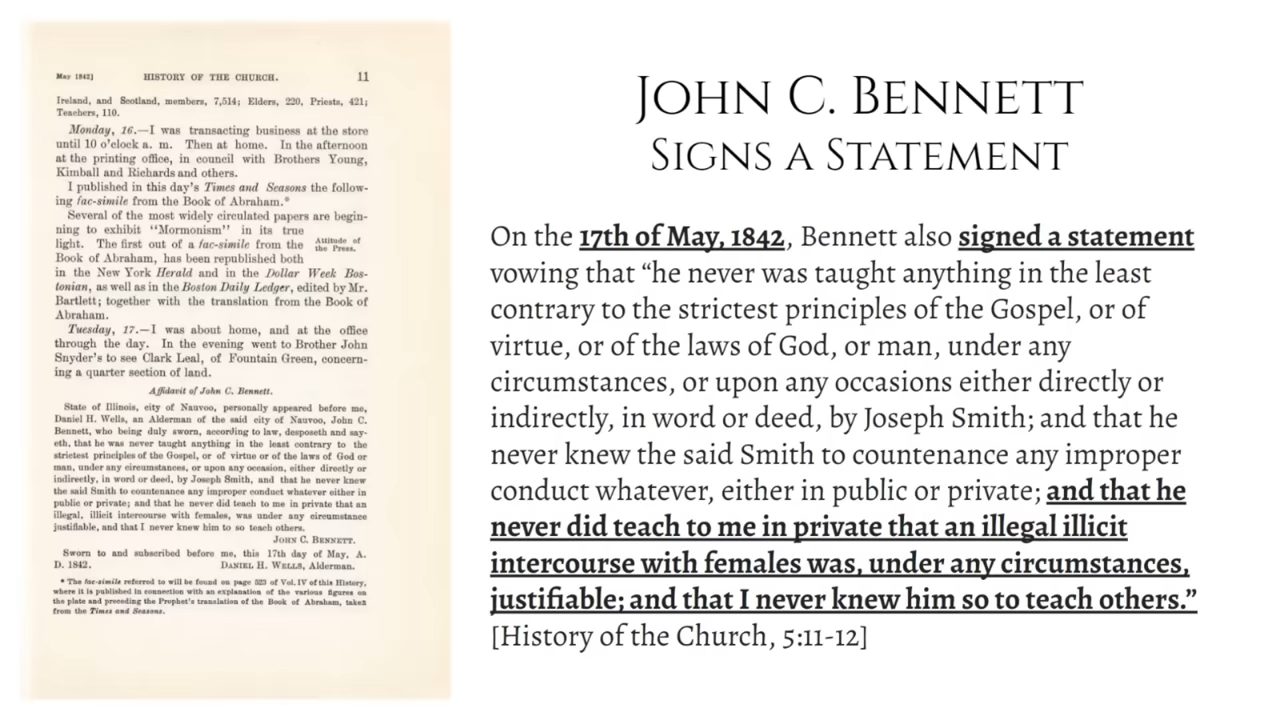 May 1842] HISTORY OF THE CHURCH. 11
Ireland, and Scotland, members, 7,514; Elders, 220, Priests, 421;
Teachers, 110.
Monday, 16.—I was transacting business at the store
until 10 o'clock a. m. Then at home. In the afternoon
at the printing office, in council with Brothers Young,
Kimball and Richards and others.
I published in this day's Times and Seasons the follow-
ing fac-simile from the Book of Abraham.*
Several of the most widely circulated papers are begin-
ning to exhibit "Mormonism" in its true
light. The first out of a fac-simile from the
Attitude of
the Press.
Book of Abraham, has been republished both
in the New York Herald and in the Dollar Week Bos-
tonian, as well as in the Boston Daily Ledger, edited by Mr.
Bartlett; together with the translation from the Book of
Abraham.
Tuesday, 17.—I was about home, and at the office
through the day. In the evening went to Brother John
Snyder's to see Clark Leal, of Fountain Green, concern-
ing a quarter section of land.
Affidavit of John C. Bennett.
State of Illinois, city of Nauvoo, personally appeared before me,
Daniel H. Wells, an Alderman of the said city of Nauvoo, John C.
Bennett, who being duly sworn, according to law, desposeth and say-
eth, that he was never taught anything in the least contrary to the
strictest principles of the Gospel, or of virtue or of the laws of God or
man, under any circumstances, or upon any occasion, either directly or
indirectly, in word or deed, by Joseph Smith, and that he never knew
the said Smith to countenance any improper conduct whatever either in
public or private; and that he never did teach to me in private that an
illegal, illicit intercourse with females, was under any circumstance
justifiable, and that I never knew him to so teach others.
JOHN C. BENNETT.
Sworn to and subscribed before me, this 17th day of May, A.
D. 1842. DANIEL H. WELLS, Alderman.
* The fac-simile referred to will be found on page 523 of Vol. IV of this History,
where it is published in connection with an explanation of the various figures on
the plate and preceding the Prophet's translation of the Book of Abraham, taken
from the Times and Seasons.
JOHN C. BENNETT
SIGNS A STATEMENT
On the 17th of May, 1842, Bennett also signed a statement
vowing that “he never was taught anything in the least
contrary to the strictest principles of the Gospel, or of
virtue, or of the laws of God, or man, under any
circumstances, or upon any occasions either directly or
indirectly, in word or deed, by Joseph Smith; and that he
never knew the said Smith to countenance any improper
conduct whatever, either in public or private; and that he
never did teach to me in private that an illegal illicit
intercourse with females was, under any circumstances,
justifiable; and that I never knew him so to teach others.”
[History of the Church, 5:11-12]